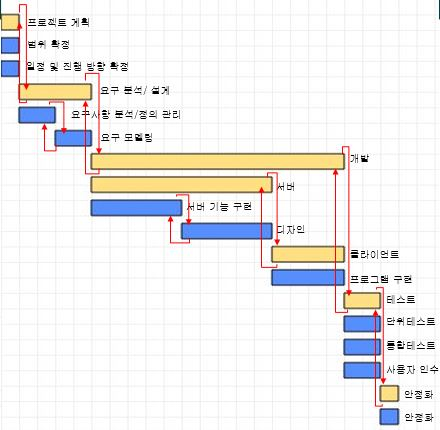 프로젝트 계획
범위 확정
일정 및 진행 방향 확정
요구 분석/ 설계
요구사항 분석/정의 관리
요구 모델링
개발
서버
서버 기능 구현
디자인
클라이언트
프로그램 구현
테스트
단위테스트
통합테스트
사용자 인수
안정화
안정화